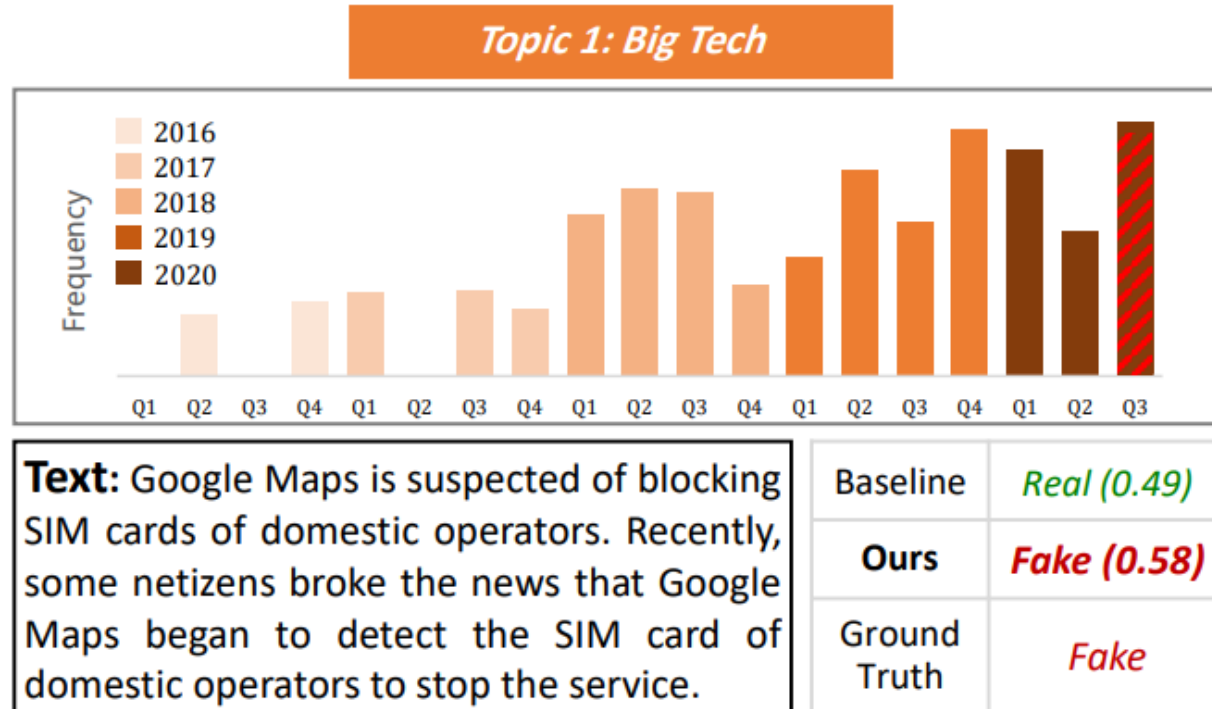 Topic 1: Big Tech
2016
2017
2018
2019
2020
Frequency
Q1 Q2 Q3 Q4 Q1 Q2 Q3 Q4 Q1 Q2 Q3 Q4 Q1 Q2 Q3 Q4 Q1 Q2 Q3
Text: Google Maps is suspected of blocking
SIM cards of domestic operators. Recently,
some netizens broke the news that Google
Maps began to detect the SIM card of
domestic operators to stop the service.
Baseline Real (0.49)
Ours Fake (0.58)
Ground
Truth
Fake